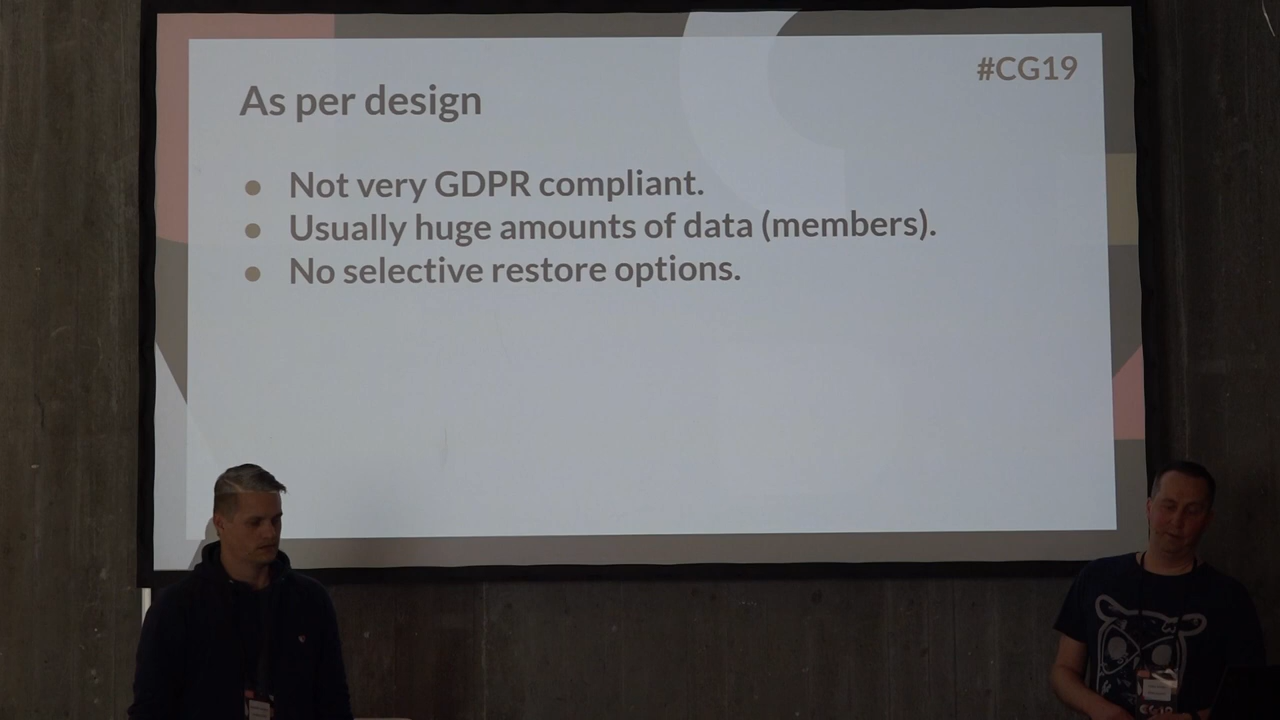 #CG19
As per design
● Not very GDPR compliant.
● Usually huge amounts of data (members).
● No selective restore options.